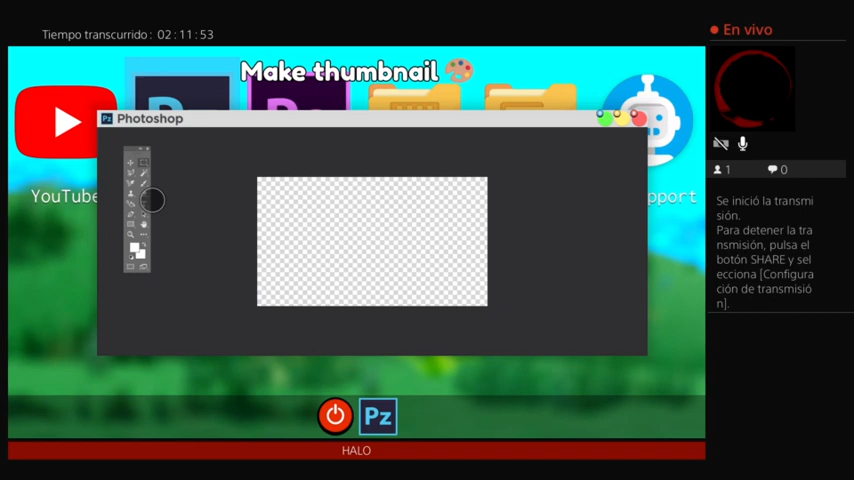 Tiempo transcurrido: 02:11:53
En vivo
Make thumbnail
Pz Photoshop
YouTube
pport
1 0
Se inició la transmi
sión.
Para detener la tra
nsmisión, pulsa el
botón SHARE y sel
ecciona [Configura
ción de transmisió
n].
Pz
HALO